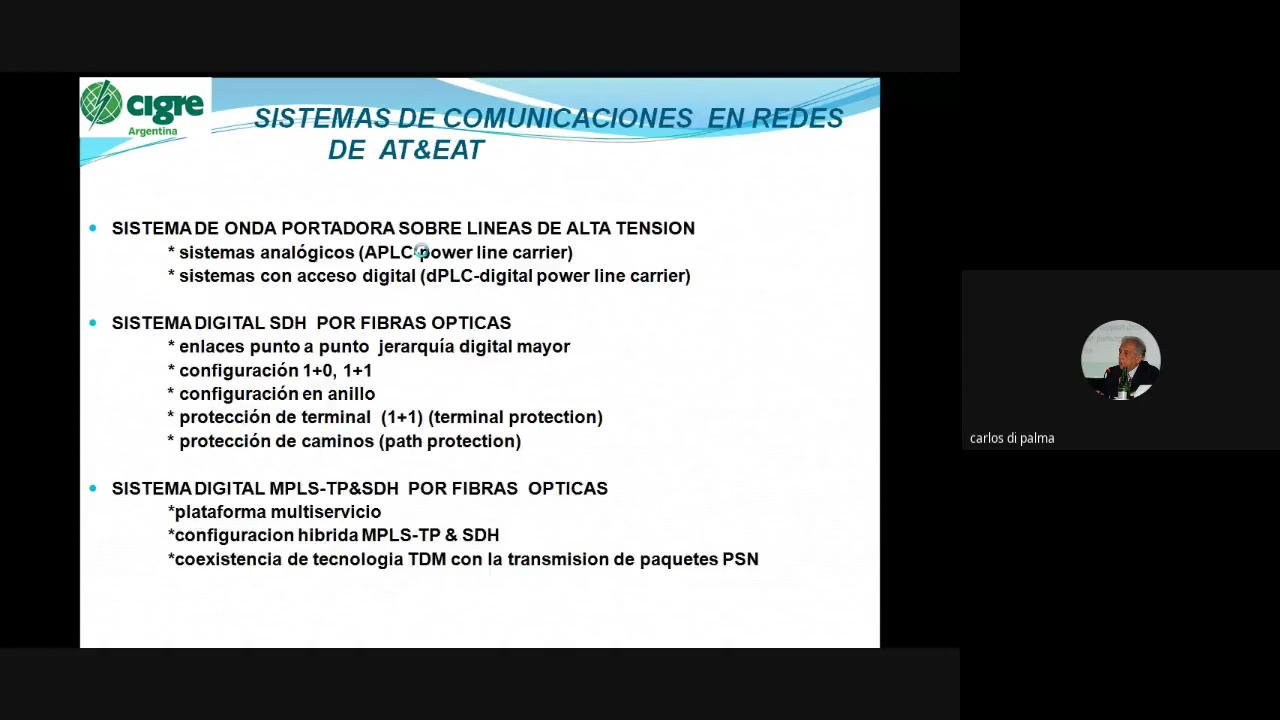 cigre
Argentina
SISTEMAS DE COMUNICACIONES EN REDES
DE AT&EAT
• SISTEMA DE ONDA PORTADORA SOBRE LINEAS DE ALTA TENSION
* sistemas analógicos (APLC-power line carrier)
* sistemas con acceso digital (dPLC-digital power line carrier)
• SISTEMA DIGITAL SDH POR FIBRAS OPTICAS
* enlaces punto a punto jerarquía digital mayor
* configuración 1+0, 1+1
* configuración en anillo
* protección de terminal (1+1) (terminal protection)
* protección de caminos (path protection)
• SISTEMA DIGITAL MPLS-TP&SDH POR FIBRAS OPTICAS
*plataforma multiservicio
*configuracion hibrida MPLS-TP & SDH
*coexistencia de tecnologia TDM con la transmision de paquetes PSN
carlos di palma